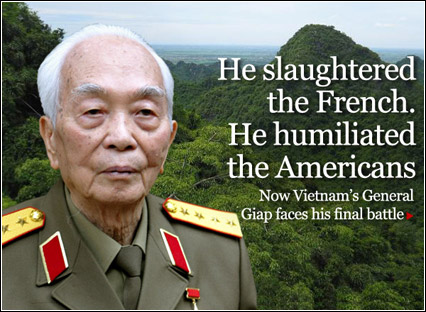 He slaughtered
the French.
He humiliated
the Americans
Now Vietnam's General
Giap faces his final battle